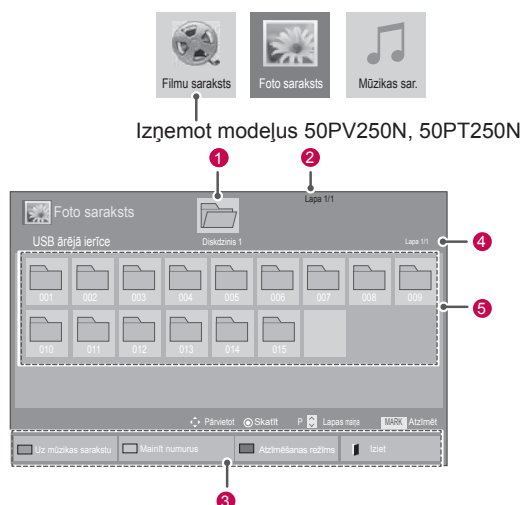 Filmu saraksts
Foto saraksts
Mūzikas sar.
Izņemot modeļus 50PV250N, 50PT250N
1
2
Lapa 1/1
Foto saraksts
USB ārējā ierīce
Diskdzinis 1
Lapa 1/1
4
001 002 003 004 005 006 007 008 009
5
010 011 012 013 014 015
Pārvietot Skatīt P Lapas maiņa MARK Atzīmēt
Uz mūzikas sarakstu Mainīt numurus Atzīmēšanas režīms Iziet
3